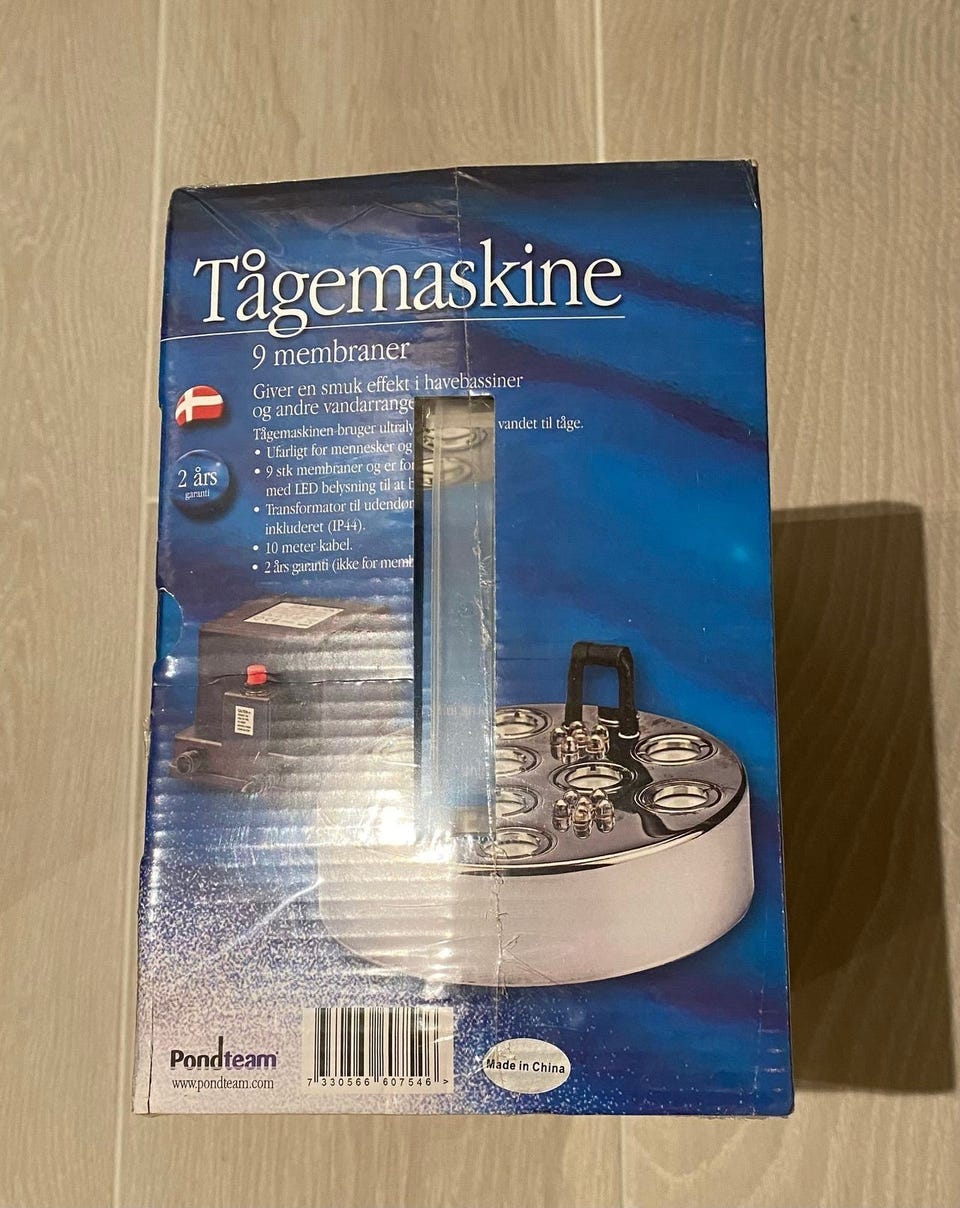 Tågemaskine
9 membraner
Giver en smuk effekt i havebassiner
og andre vandarrange
Tågemaskinen bruger ultraly vandet til tåge.
• Ufarligt for mennesker og
• 9 stk membraner og er for
med LED belysning til at b
• Transformator til udendør
inkluderet (IP44).
• 10 meter kabel.
• 2 års garanti (ikke for memb
2 års
garanti
Pondteam
www.pondteam.com
7 330566 607546 >
Made in China